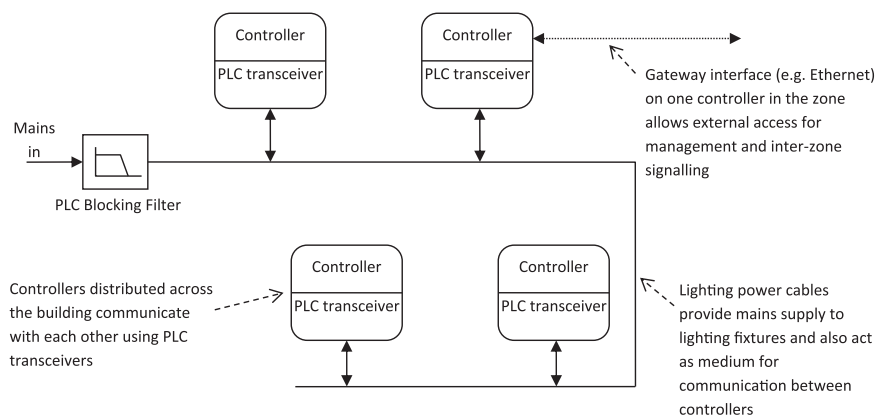 Controller
PLC transceiver
Controller
PLC transceiver
Gateway interface (e.g. Ethernet)
on one controller in the zone
allows external access for
management and inter-zone
signalling
Mains
in
PLC Blocking Filter
Controller
PLC transceiver
Controller
PLC transceiver
Controllers distributed across
the building communicate
with each other using PLC
transceivers
Lighting power cables
provide mains supply to
lighting fixtures and also act
as medium for
communication between
controllers